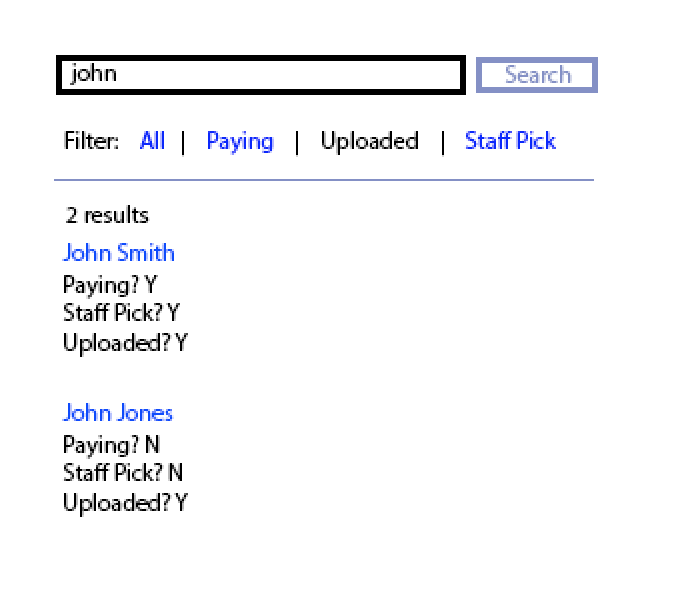 john
Search
Filter: All | Paying | Uploaded | Staff Pick
2 results
John Smith
Paying? Y
Staff Pick? Y
Uploaded? Y
John Jones
Paying? N
Staff Pick? N
Uploaded? Y